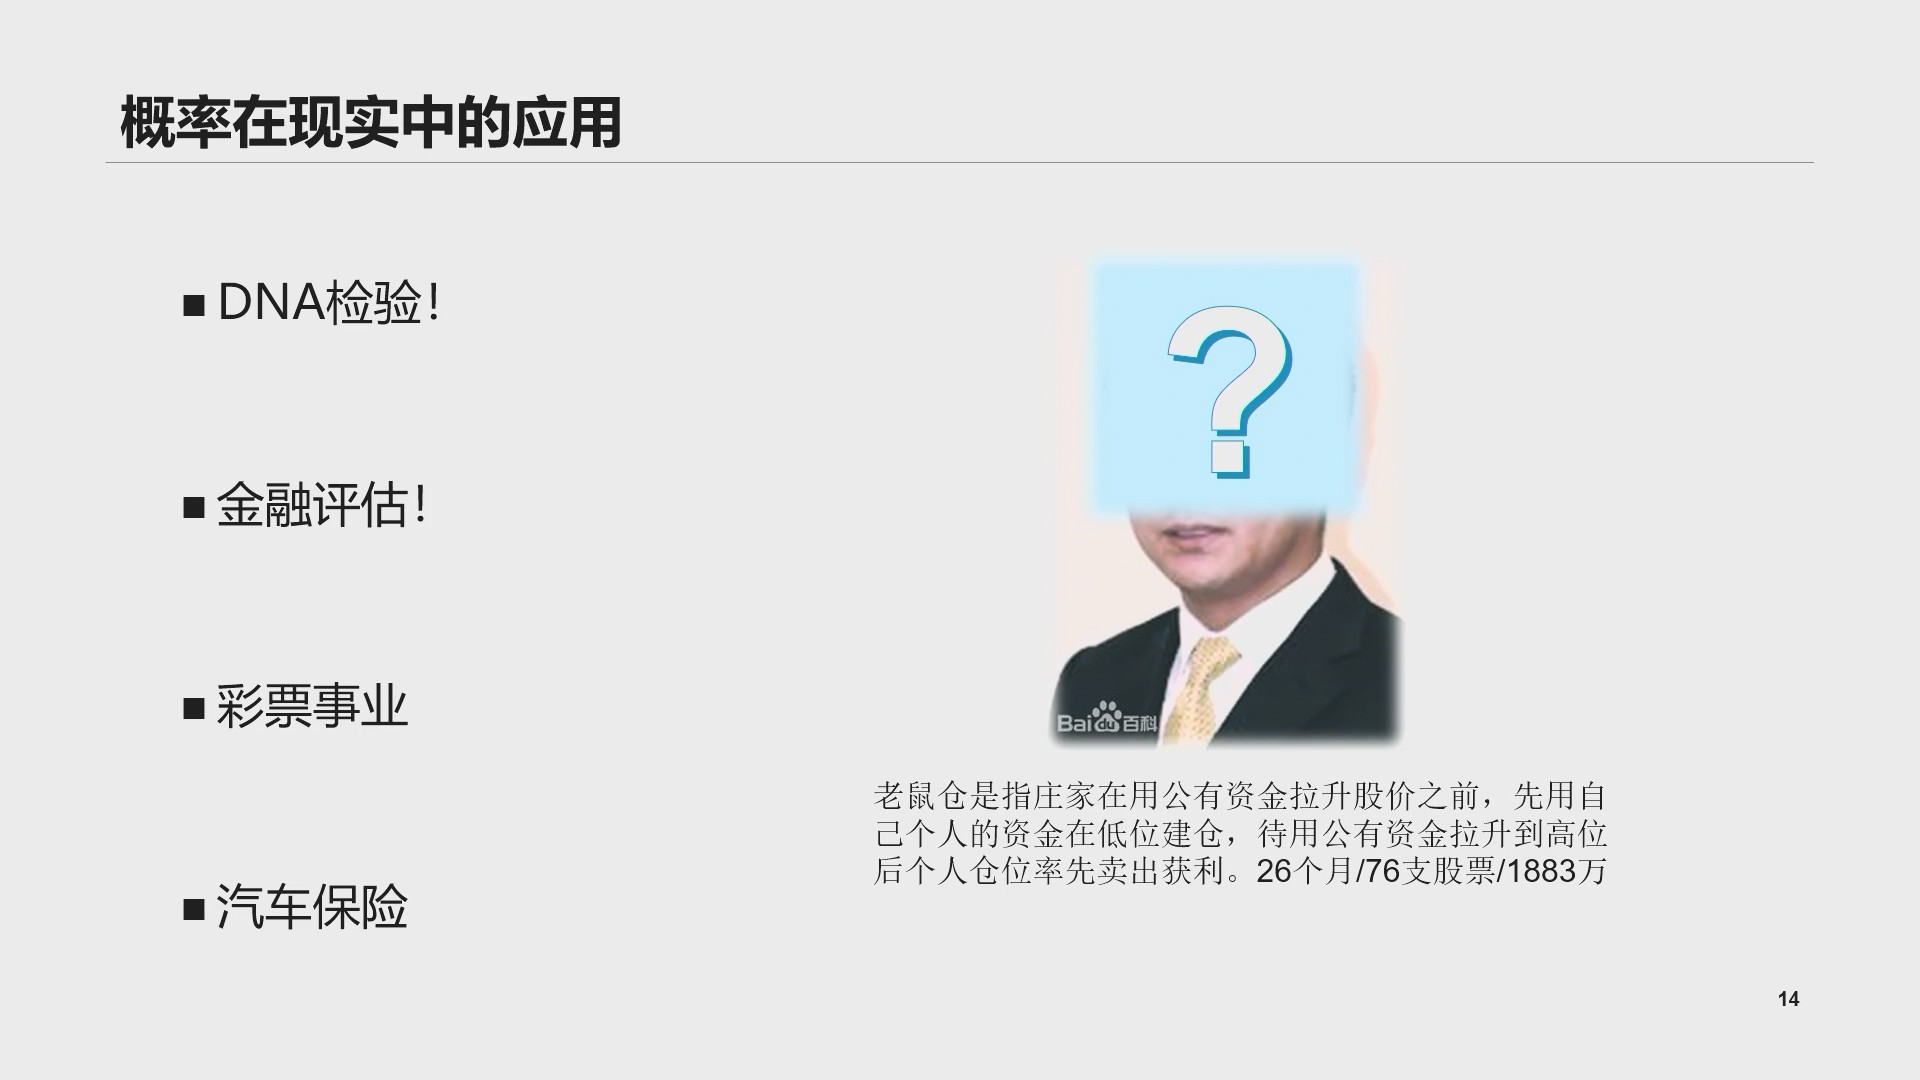 概率在现实中的应用
DNA检验！
金融评估！
彩票事业
汽车保险
?
Bai du 百科
老鼠仓是指庄家在用公有资金拉升股价之前，先用自
己个人的资金在低位建仓，待用公有资金拉升到高位
后个人仓位率先卖出获利。26个月/76支股票/1883万
14